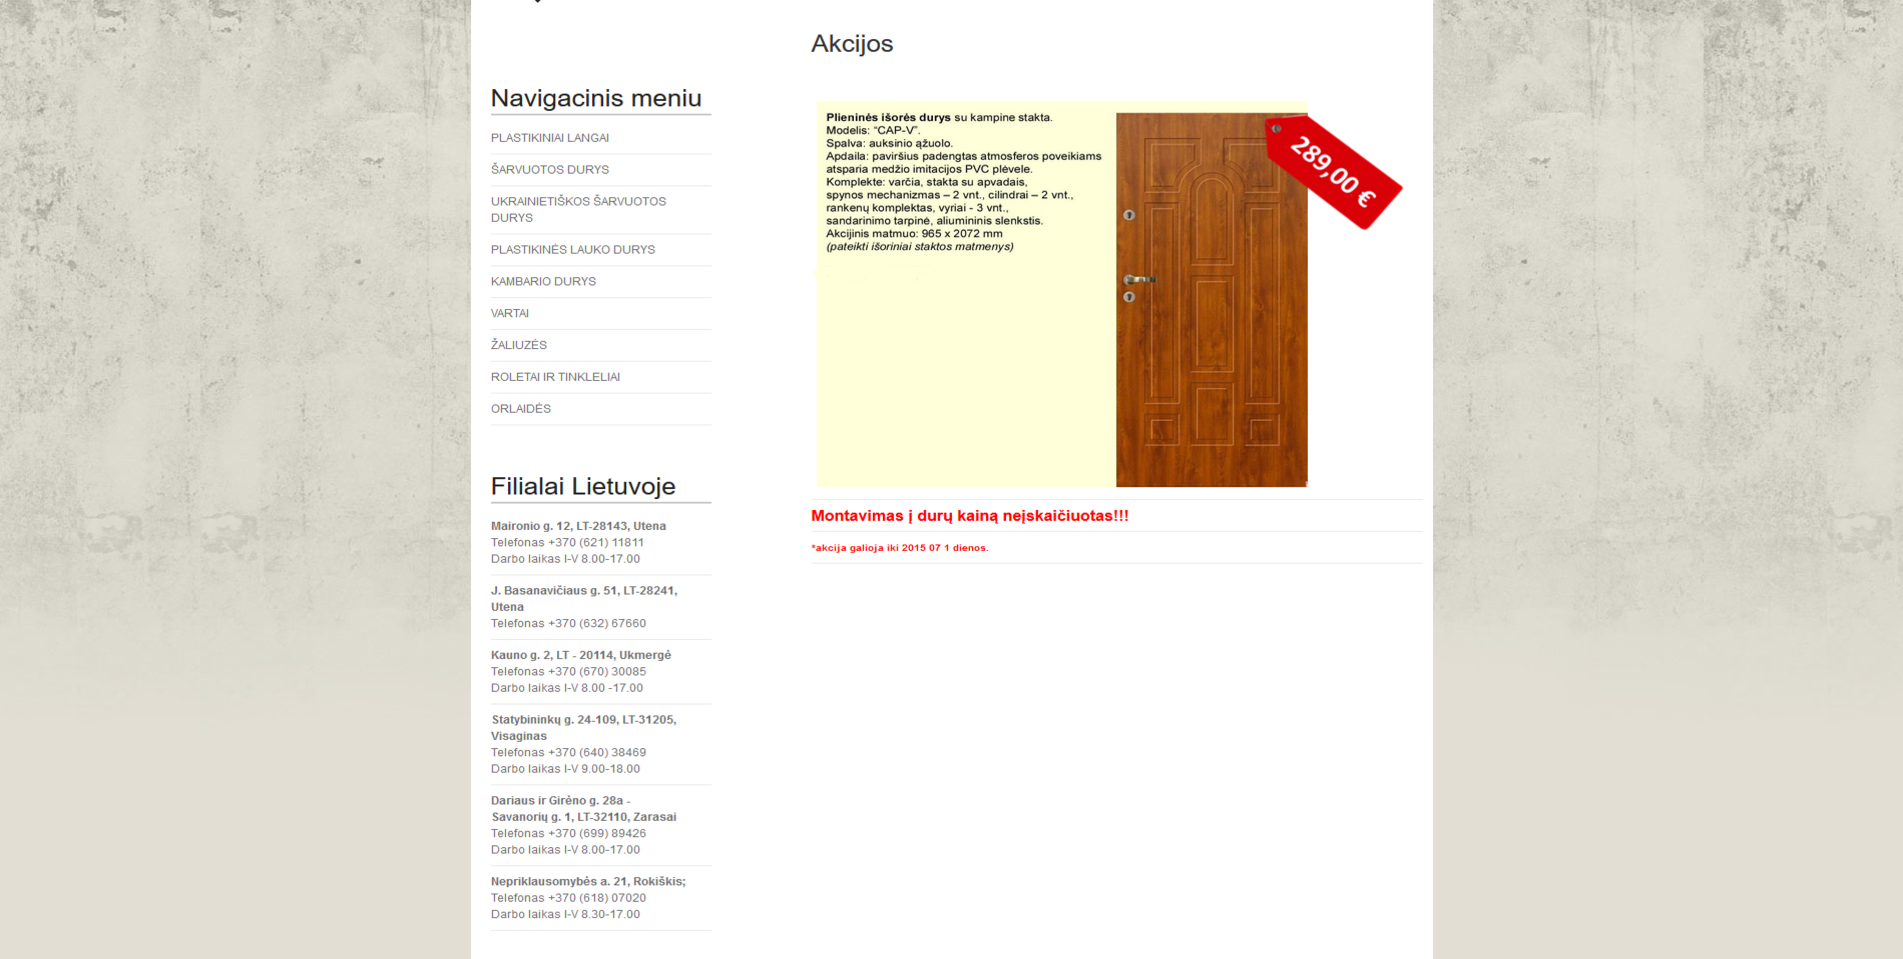 Akcijos
Navigacinis meniu
PLASTIKINIAI LANGAI
ŠARVUOTOS DURYS
UKRAINIETIŠKOS ŠARVUOTOS
DURYS
PLASTIKINĖS LAUKO DURYS
KAMBARIO DURYS
VARTAI
ŽALIUZĖS
ROLETAI IR TINKLELIAI
ORLAIDĖS
Filialai Lietuvoje
Maironio g. 12, LT-28143, Utena
Telefonas +370 (621) 11811
Darbo laikas I-V 8.00-17.00
J. Basanavičiaus g. 51, LT-28241,
Utena
Telefonas +370 (632) 67660
Kauno g. 2, LT - 20114, Ukmergė
Telefonas +370 (670) 30085
Darbo laikas I-V 8.00 -17.00
Statybininkų g. 24-109, LT-31205,
Visaginas
Telefonas +370 (640) 38469
Darbo laikas I-V 9.00-18.00
Dariaus ir Girėno g. 28a -
Savanorių g. 1, LT-32110, Zarasai
Telefonas +370 (699) 89426
Darbo laikas I-V 8.00-17.00
Nepriklausomybės a. 21, Rokiškis;
Telefonas +370 (618) 07020
Darbo laikas I-V 8.30-17.00
Plieninės išorės durys su kampine stakta.
Modelis: “CAP-V”.
Spalva: auksinio ąžuolo.
Apdaila: paviršius padengtas atmosferos poveikiams
atsparia medžio imitacijos PVC plėvele.
Komplekte: varčia, stakta su apvadais,
spynos mechanizmas – 2 vnt., cilindrai – 2 vnt.,
rankenų komplektas, vyriai - 3 vnt.,
sandarinimo tarpinė, aliumininis slenkstis.
Akcijinis matmuo: 965 x 2072 mm
(pateikti išoriniai staktos matmenys)
289,00 €
Montavimas į durų kainą neįskaičiuotas!!!
*akcija galioja iki 2015 07 1 dienos.